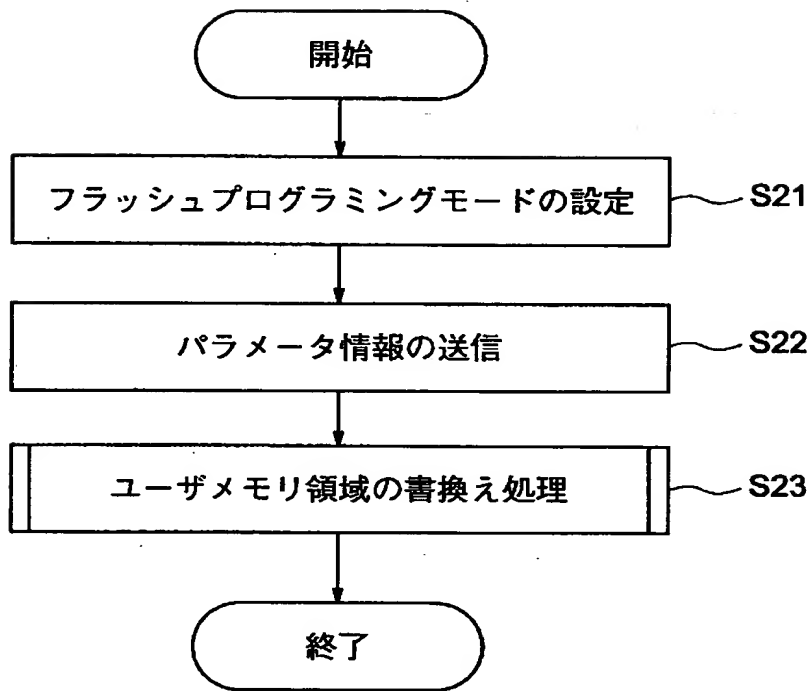 開始
フラッシュプログラミングモードの設定
S21
パラメータ情報の送信
S22
ユーザメモリ領域の書換え処理
S23
終了